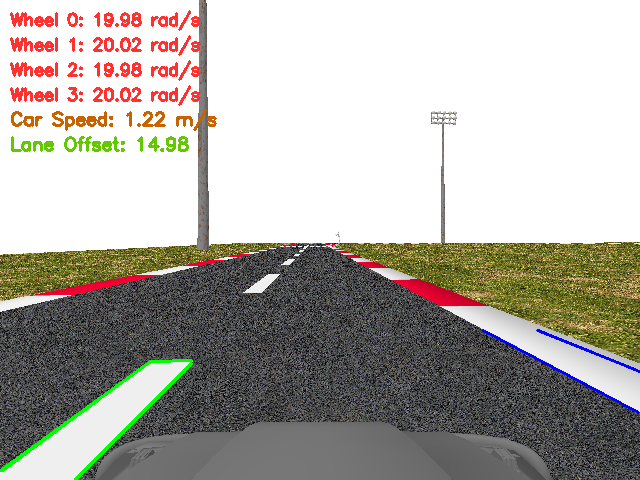 Wheel 0: 19.98 rad/s
Wheel 1: 20.02 rad/s
Wheel 2: 19.98 rad/s
Wheel 3: 20.02 rad/s
Car Speed: 1.22 m/s
Lane Offset: 14.98